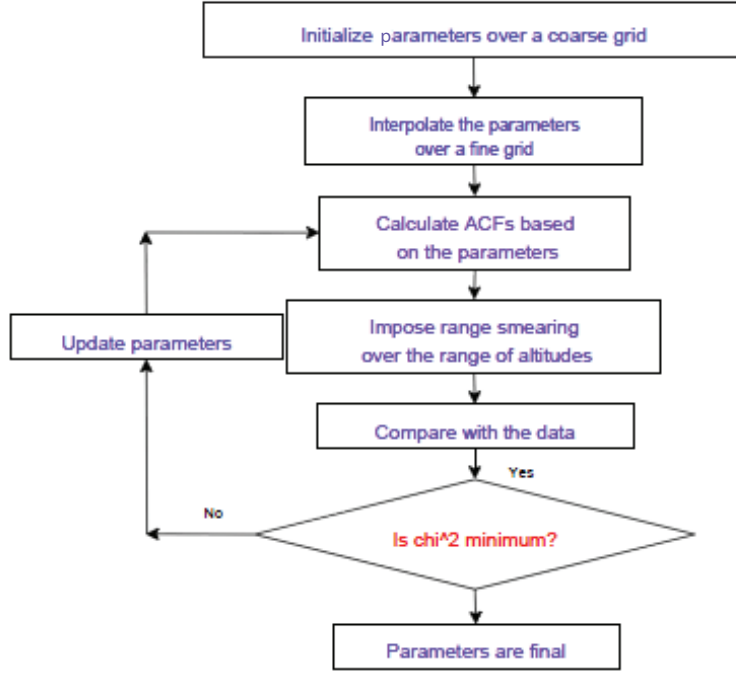 Initialize parameters over a coarse grid
Interpolate the parameters
over a fine grid
Calculate ACFs based
on the parameters
Update parameters
Impose range smearing
over the range of altitudes
Compare with the data
Yes
No
Is chi^2 minimum?
Parameters are final